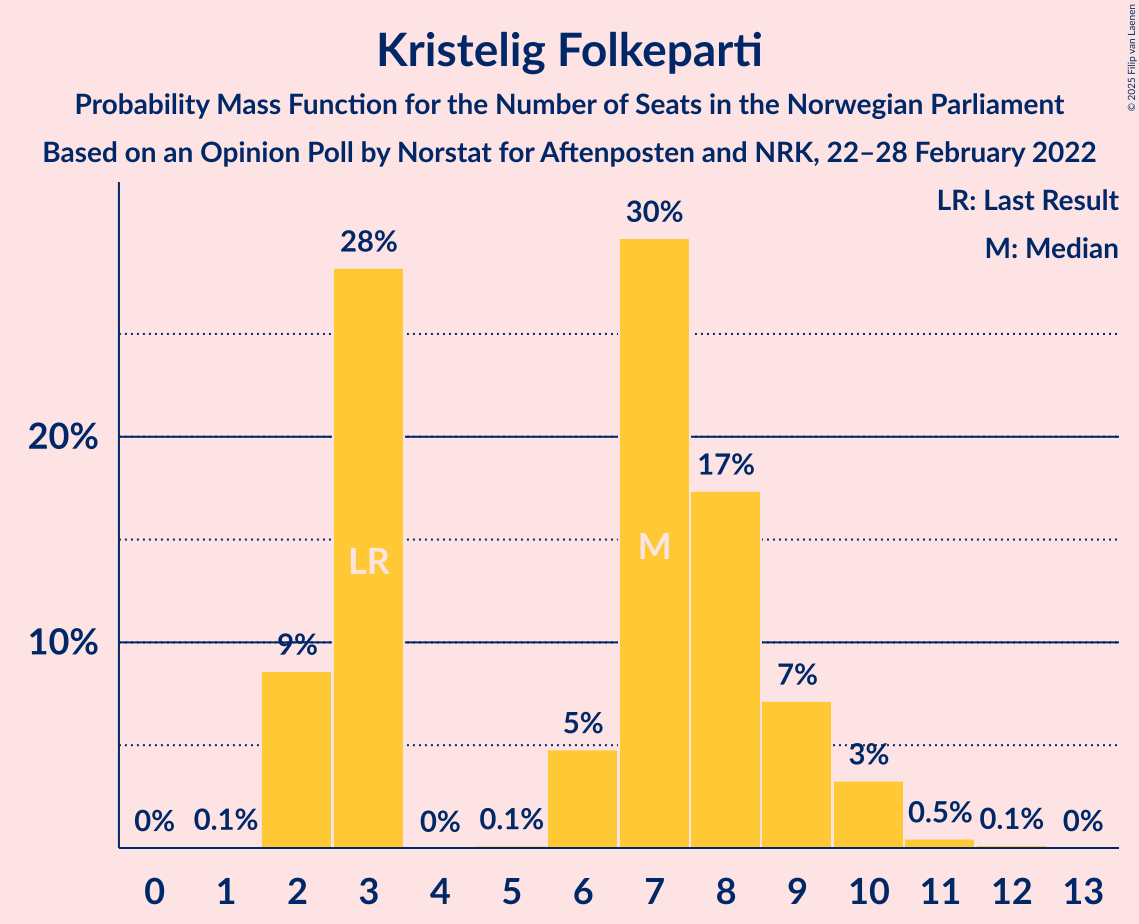 Kristelig Folkeparti
Probability Mass Function for the Number of Seats in the Norwegian Parliament
Based on an Opinion Poll by Norstat for Aftenposten and NRK, 22–28 February 2022
© 2025 Filip van Laenen
LR: Last Result
M: Median
20%
10%
0%
0.1%
9%
28%
0%
0.1%
5%
30%
17%
7%
3%
0.5%
0.1%
0%
LR
M
0 1 2 3 4 5 6 7 8 9 10 11 12 13